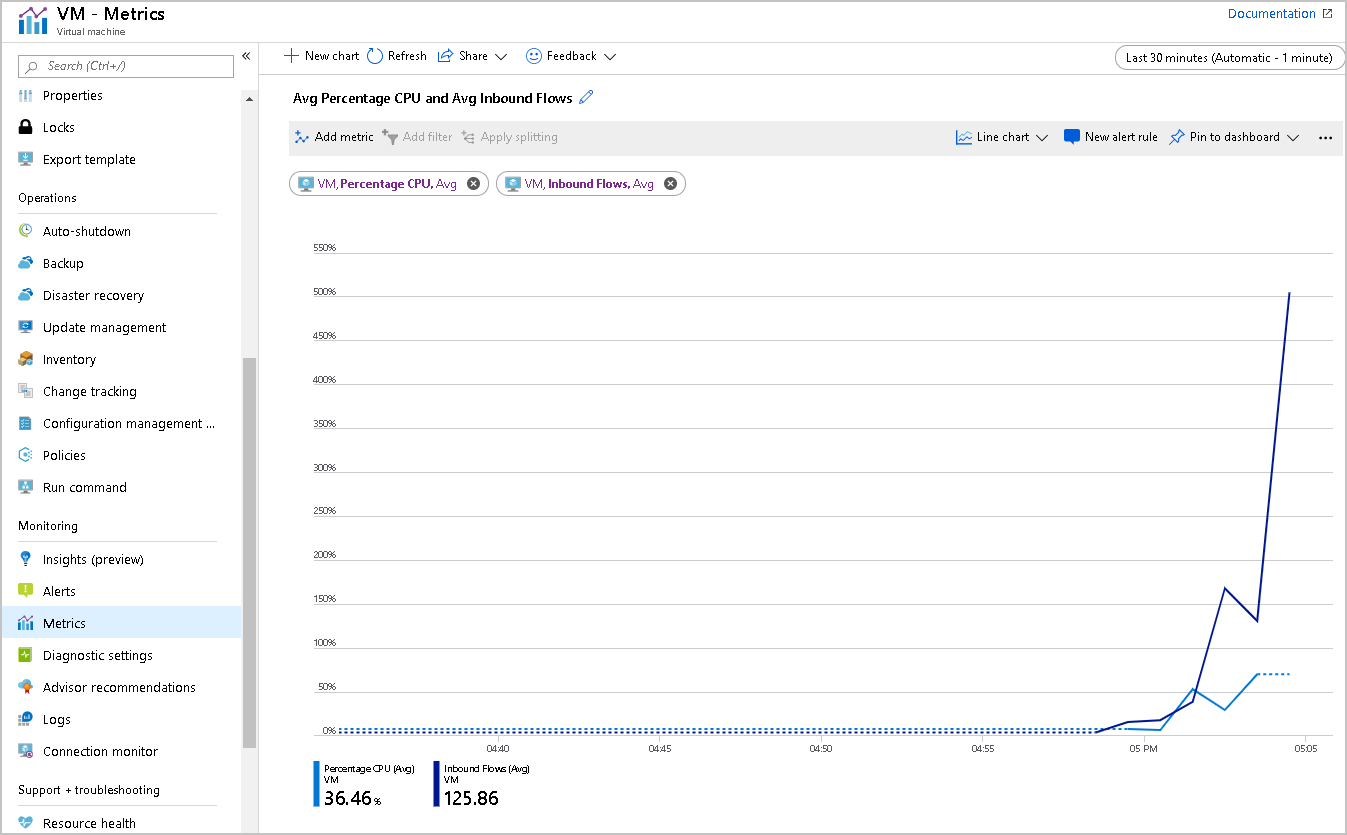 VM - Metrics
Virtual machine
Documentation
Search (Ctrl+/)
«
Properties
Locks
Export template
Operations
Auto-shutdown
Backup
Disaster recovery
Update management
Inventory
Change tracking
Configuration management ...
Policies
Run command
Monitoring
Insights (preview)
Alerts
Metrics
Diagnostic settings
Advisor recommendations
Logs
Connection monitor
Support + troubleshooting
Resource health
New chart Refresh Share Feedback
Last 30 minutes (Automatic - 1 minute)
Avg Percentage CPU and Avg Inbound Flows
Add metric Add filter Apply splitting Line chart New alert rule Pin to dashboard ...
VM, Percentage CPU, Avg VM, Inbound Flows, Avg
550%
500%
450%
400%
350%
300%
250%
200%
150%
100%
50%
0%
04:40 04:45 04:50 04:55 05 PM 05:05
Percentage CPU (Avg)
VM
36.46 %
Inbound Flows (Avg)
VM
125.86